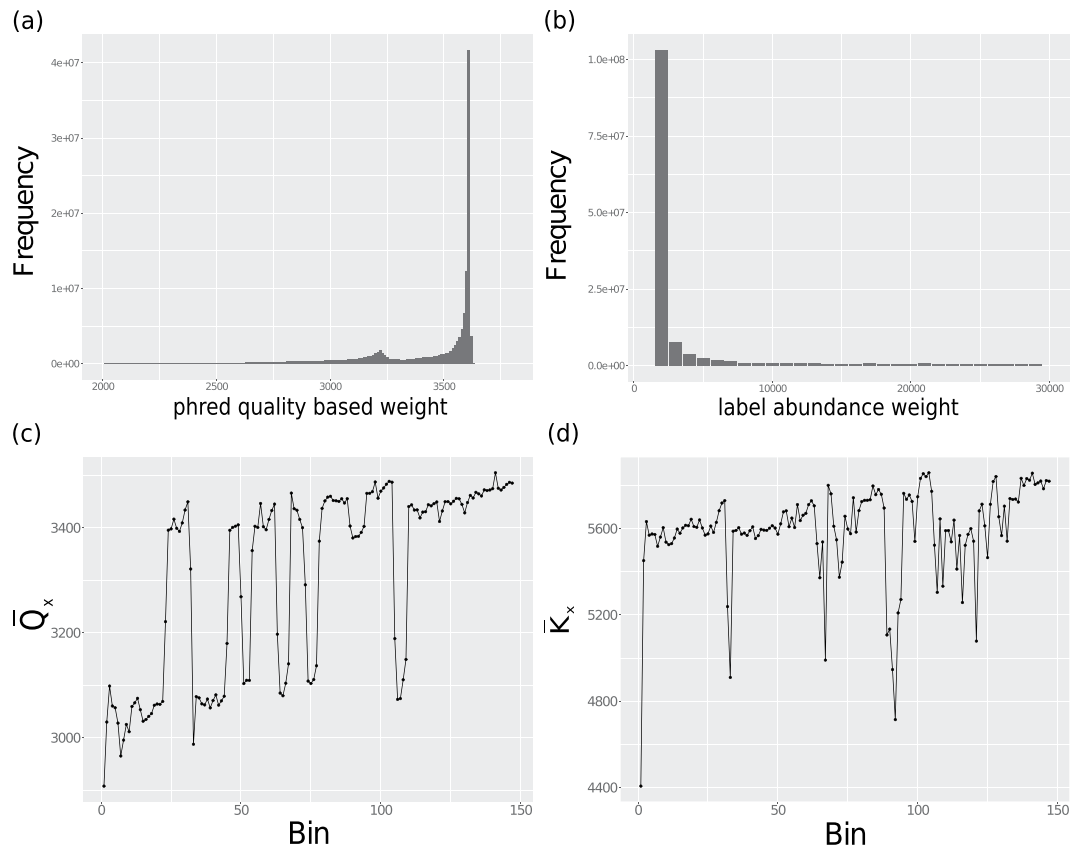 (a)
4e+07
3e+07
2e+07
1e+07
0e+00
Frequency
2000 2500 3000 3500
phred quality based weight
(b)
1.0e+08
7.5e+07
5.0e+07
2.5e+07
0.0e+00
Frequency
0 10000 20000 30000
label abundance weight
(c)
3400
3200
3000
Q̅x
0 50 100 150
Bin
(d)
5600
5200
4800
4400
K̅x
0 50 100 150
Bin